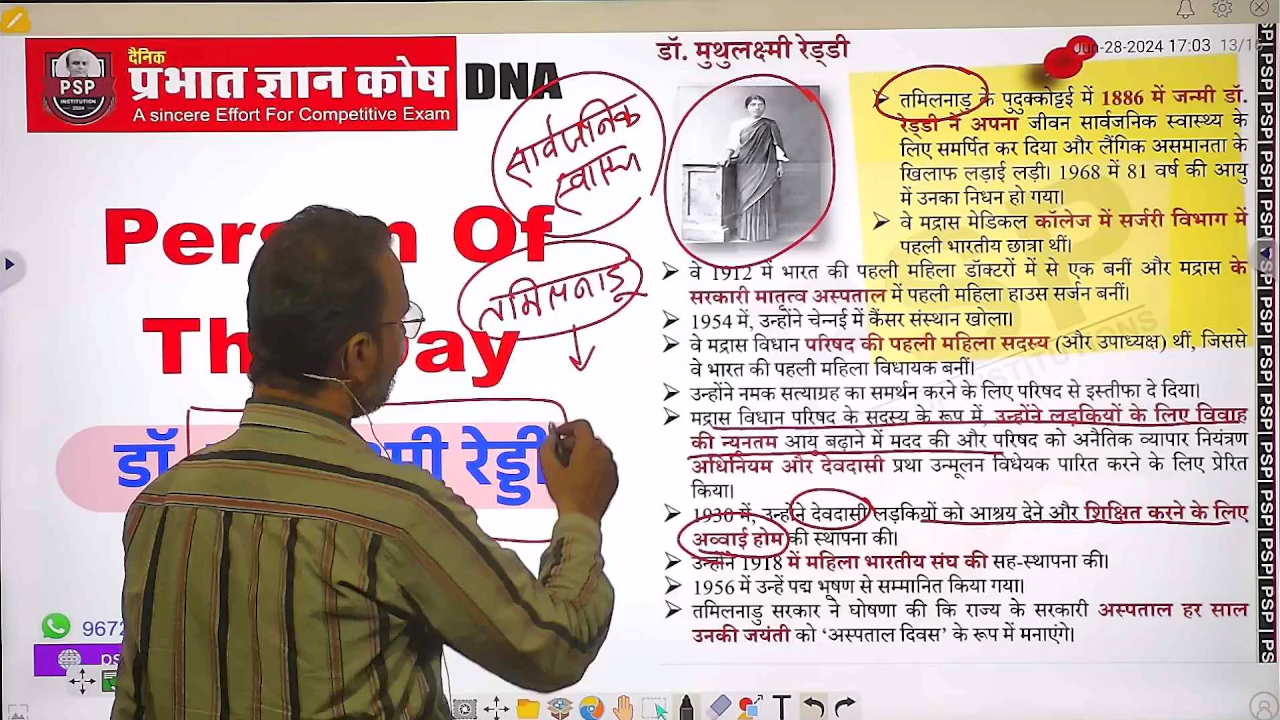 Jun-28-2024 17:03 13/16
दैनिक
प्रभात ज्ञान कोष DNA
A sincere Effort For Competitive Exam
PSP
INSTITUTION
सार्वजनिक
स्वास्थ्य
तमिलनाडू
Of
Th ay
डॉ मी रेड्डी
9672
डॉ. मुथुलक्ष्मी रेड्डी
तमिलनाडु के पुदुक्कोट्टई में 1886 में जन्मी डॉ.
रेड्डी ने अपना जीवन सार्वजनिक स्वास्थ्य के
लिए समर्पित कर दिया और लैंगिक असमानता के
खिलाफ लड़ाई लड़ी। 1968 में 81 वर्ष की आयु
में उनका निधन हो गया।
वे मद्रास मेडिकल कॉलेज में सर्जरी विभाग में
पहली भारतीय छात्रा थीं।
वे 1912 में भारत की पहली महिला डॉक्टरों में से एक बनीं और मद्रास के
सरकारी मातृत्व अस्पताल में पहली महिला हाउस सर्जन बनीं।
1954 में, उन्होंने चेन्नई में कैंसर संस्थान खोला।
वे मद्रास विधान परिषद की पहली महिला सदस्य (और उपाध्यक्ष) थीं, जिससे
वे भारत की पहली महिला विधायक बनीं।
उन्होंने नमक सत्याग्रह का समर्थन करने के लिए परिषद से इस्तीफा दे दिया।
मद्रास विधान परिषद के सदस्य के रूप में, उन्होंने लड़कियों के लिए विवाह
की न्यूनतम आयु बढ़ाने में मदद की और परिषद को अनैतिक व्यापार नियंत्रण
अधिनियम और देवदासी प्रथा उन्मूलन विधेयक पारित करने के लिए प्रेरित
किया।
1930 में, उन्होंने देवदासी लड़कियों को आश्रय देने और शिक्षित करने के लिए
अव्वाई होम की स्थापना की।
उन्होंने 1918 में महिला भारतीय संघ की सह-स्थापना की।
1956 में उन्हें पद्म भूषण से सम्मानित किया गया।
तमिलनाडु सरकार ने घोषणा की कि राज्य के सरकारी अस्पताल हर साल
उनकी जयंती को 'अस्पताल दिवस' के रूप में मनाएंगे।